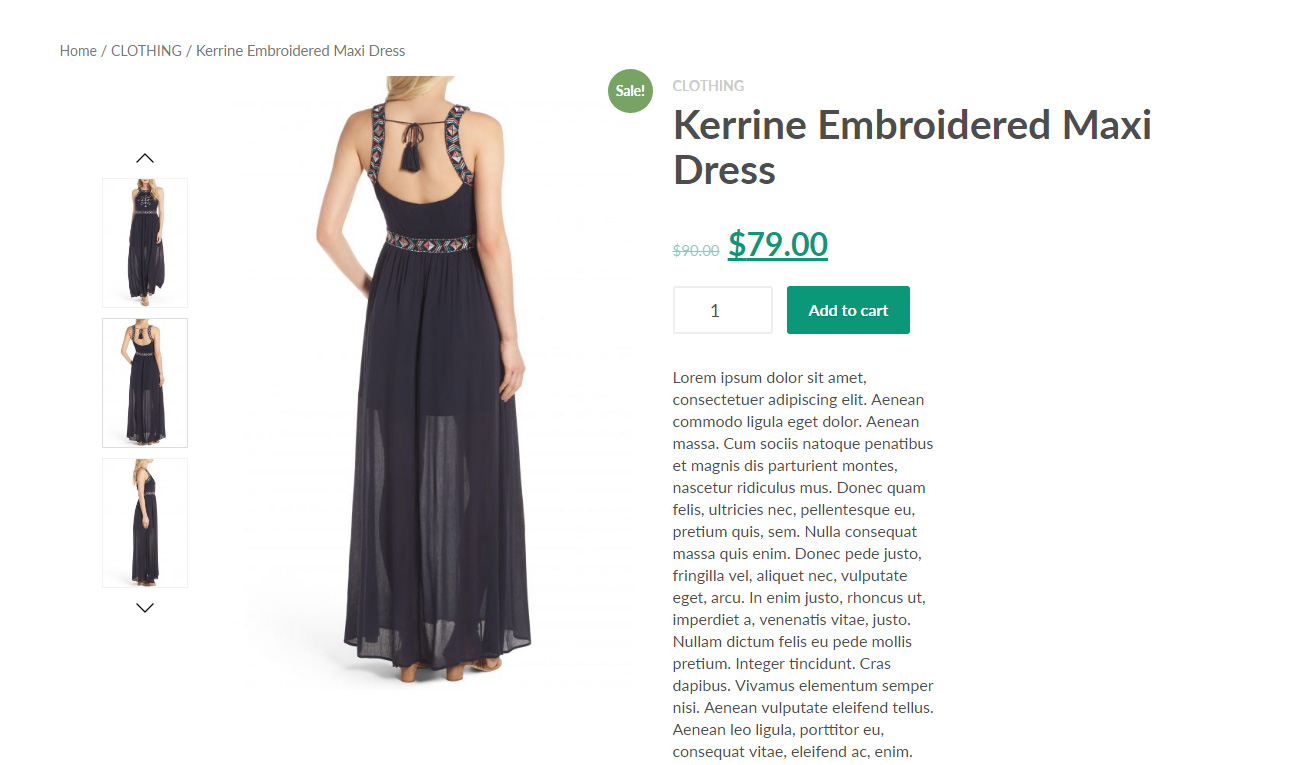 Home / CLOTHING / Kerrine Embroidered Maxi Dress
Sale!
CLOTHING
Kerrine Embroidered Maxi
Dress
$90.00 $79.00
1
Add to cart
Lorem ipsum dolor sit amet,
consectetuer adipiscing elit. Aenean
commodo ligula eget dolor. Aenean
massa. Cum sociis natoque penatibus
et magnis dis parturient montes,
nascetur ridiculus mus. Donec quam
felis, ultricies nec, pellentesque eu,
pretium quis, sem. Nulla consequat
massa quis enim. Donec pede justo,
fringilla vel, aliquet nec, vulputate
eget, arcu. In enim justo, rhoncus ut,
imperdiet a, venenatis vitae, justo.
Nullam dictum felis eu pede mollis
pretium. Integer tincidunt. Cras
dapibus. Vivamus elementum semper
nisi. Aenean vulputate eleifend tellus.
Aenean leo ligula, porttitor eu,
consequat vitae, eleifend ac, enim.